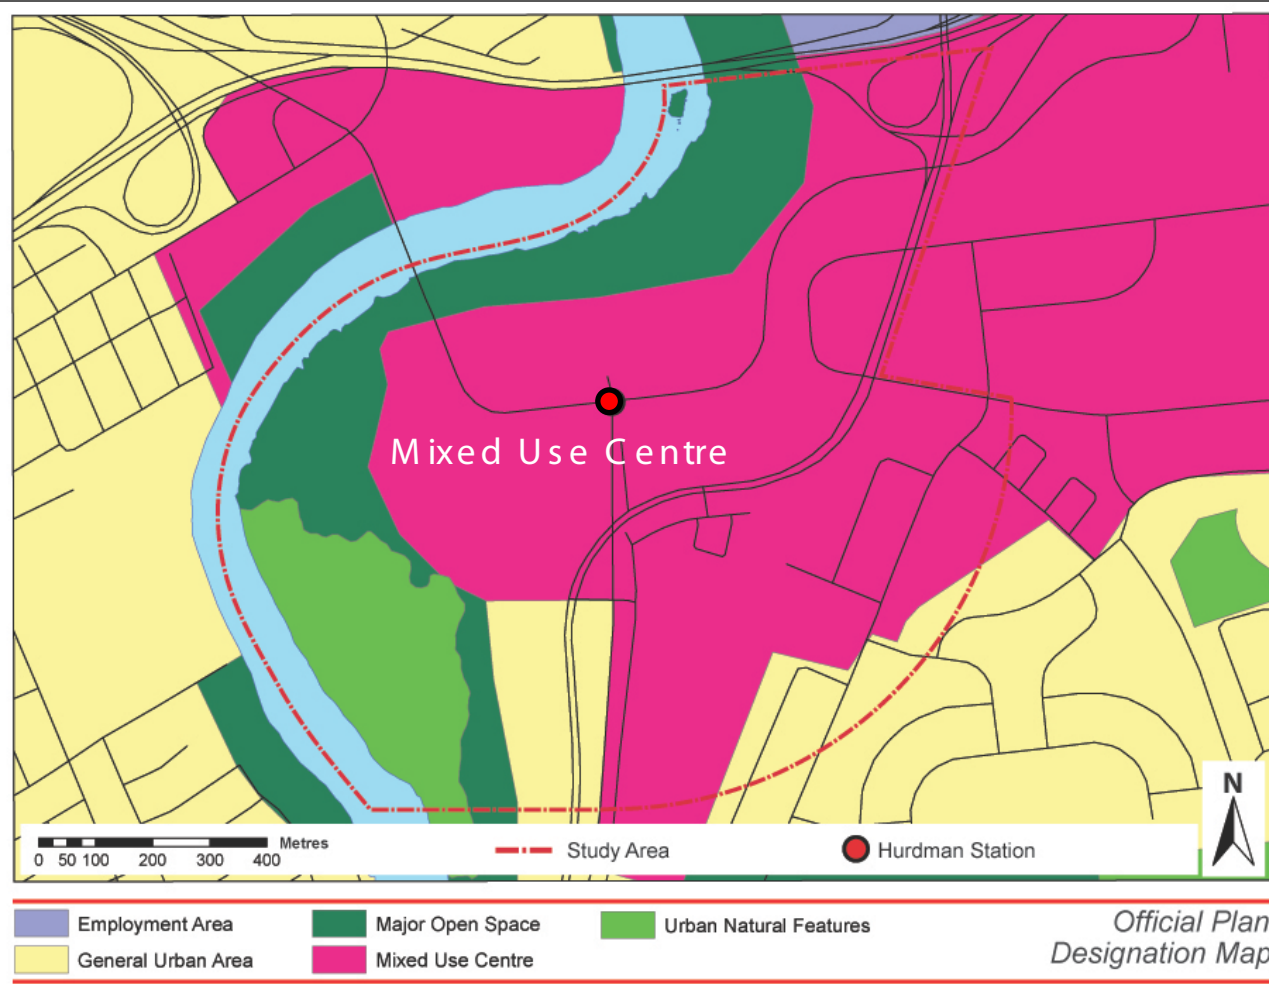 Mixed Use Centre
N
0 50 100 200 300 400 Metres
Study Area
Hurdman Station
Employment Area
General Urban Area
Major Open Space
Mixed Use Centre
Urban Natural Features
Official Plan
Designation Map